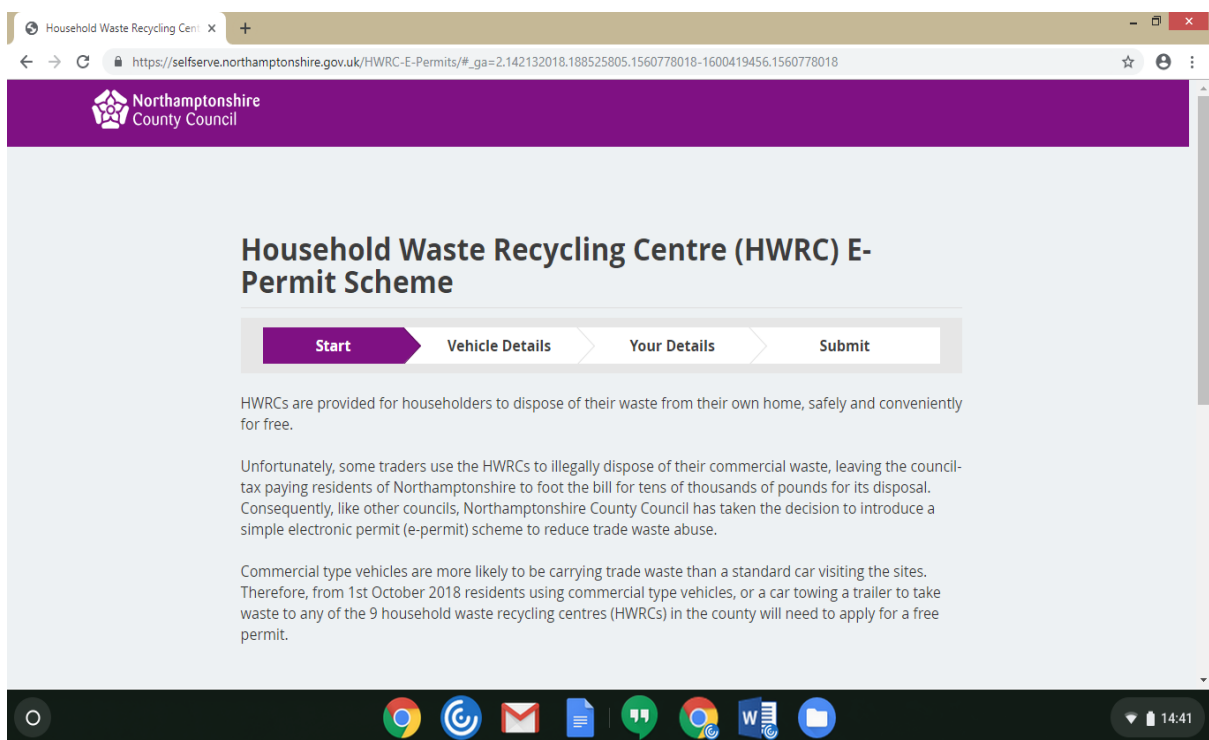 Household Waste Recycling Cent
https://selfserve.northamptonshire.gov.uk/HWRC-E-Permits/#_ga=2.142132018.188525805.1560778018-1600419456.1560778018
Northamptonshire
County Council
Household Waste Recycling Centre (HWRC) E-
Permit Scheme
Start Vehicle Details Your Details Submit
HWRCs are provided for householders to dispose of their waste from their own home, safely and conveniently
for free.
Unfortunately, some traders use the HWRCs to illegally dispose of their commercial waste, leaving the council-
tax paying residents of Northamptonshire to foot the bill for tens of thousands of pounds for its disposal.
Consequently, like other councils, Northamptonshire County Council has taken the decision to introduce a
simple electronic permit (e-permit) scheme to reduce trade waste abuse.
Commercial type vehicles are more likely to be carrying trade waste than a standard car visiting the sites.
Therefore, from 1st October 2018 residents using commercial type vehicles, or a car towing a trailer to take
waste to any of the 9 household waste recycling centres (HWRCs) in the county will need to apply for a free
permit.
W
14:41